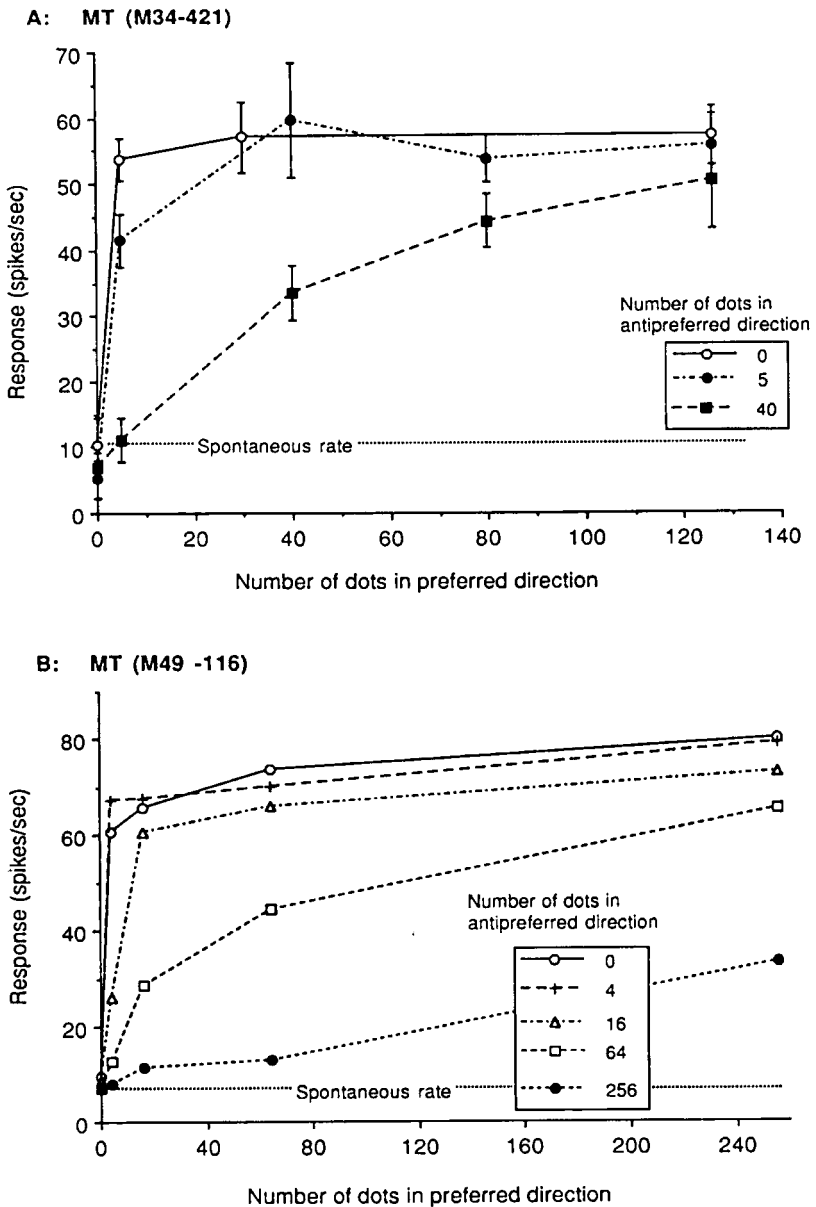 A: MT (M34-421)
70
60
50
40
30
20
10
0
Response (spikes/sec)
Number of dots in
antipreferred direction
0
5
40
Spontaneous rate
0 20 40 60 80 100 120 140
Number of dots in preferred direction
B: MT (M49 -116)
80
60
40
20
0
Response (spikes/sec)
Number of dots in
antipreferred direction
0
4
16
64
256
Spontaneous rate
0 40 80 120 160 200 240
Number of dots in preferred direction